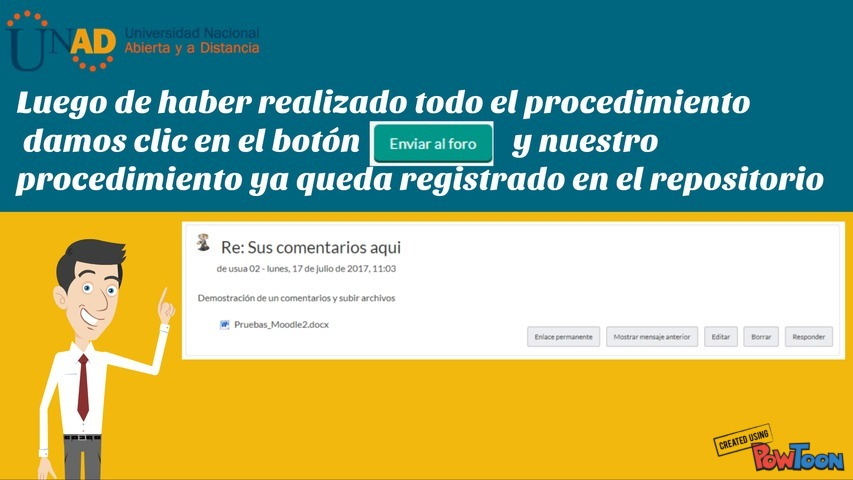 UNAD Universidad Nacional
Abierta y a Distancia
Luego de haber realizado todo el procedimiento
damos clic en el botón Enviar al foro y nuestro
procedimiento ya queda registrado en el repositorio
Re: Sus comentarios aqui
de usua 02 - lunes, 17 de julio de 2017, 11:03
Demostración de un comentarios y subir archivos
Pruebas_Moodle2.docx
Enlace permanente Mostrar mensaje anterior Editar Borrar Responder
CREATED USING
POWTOON